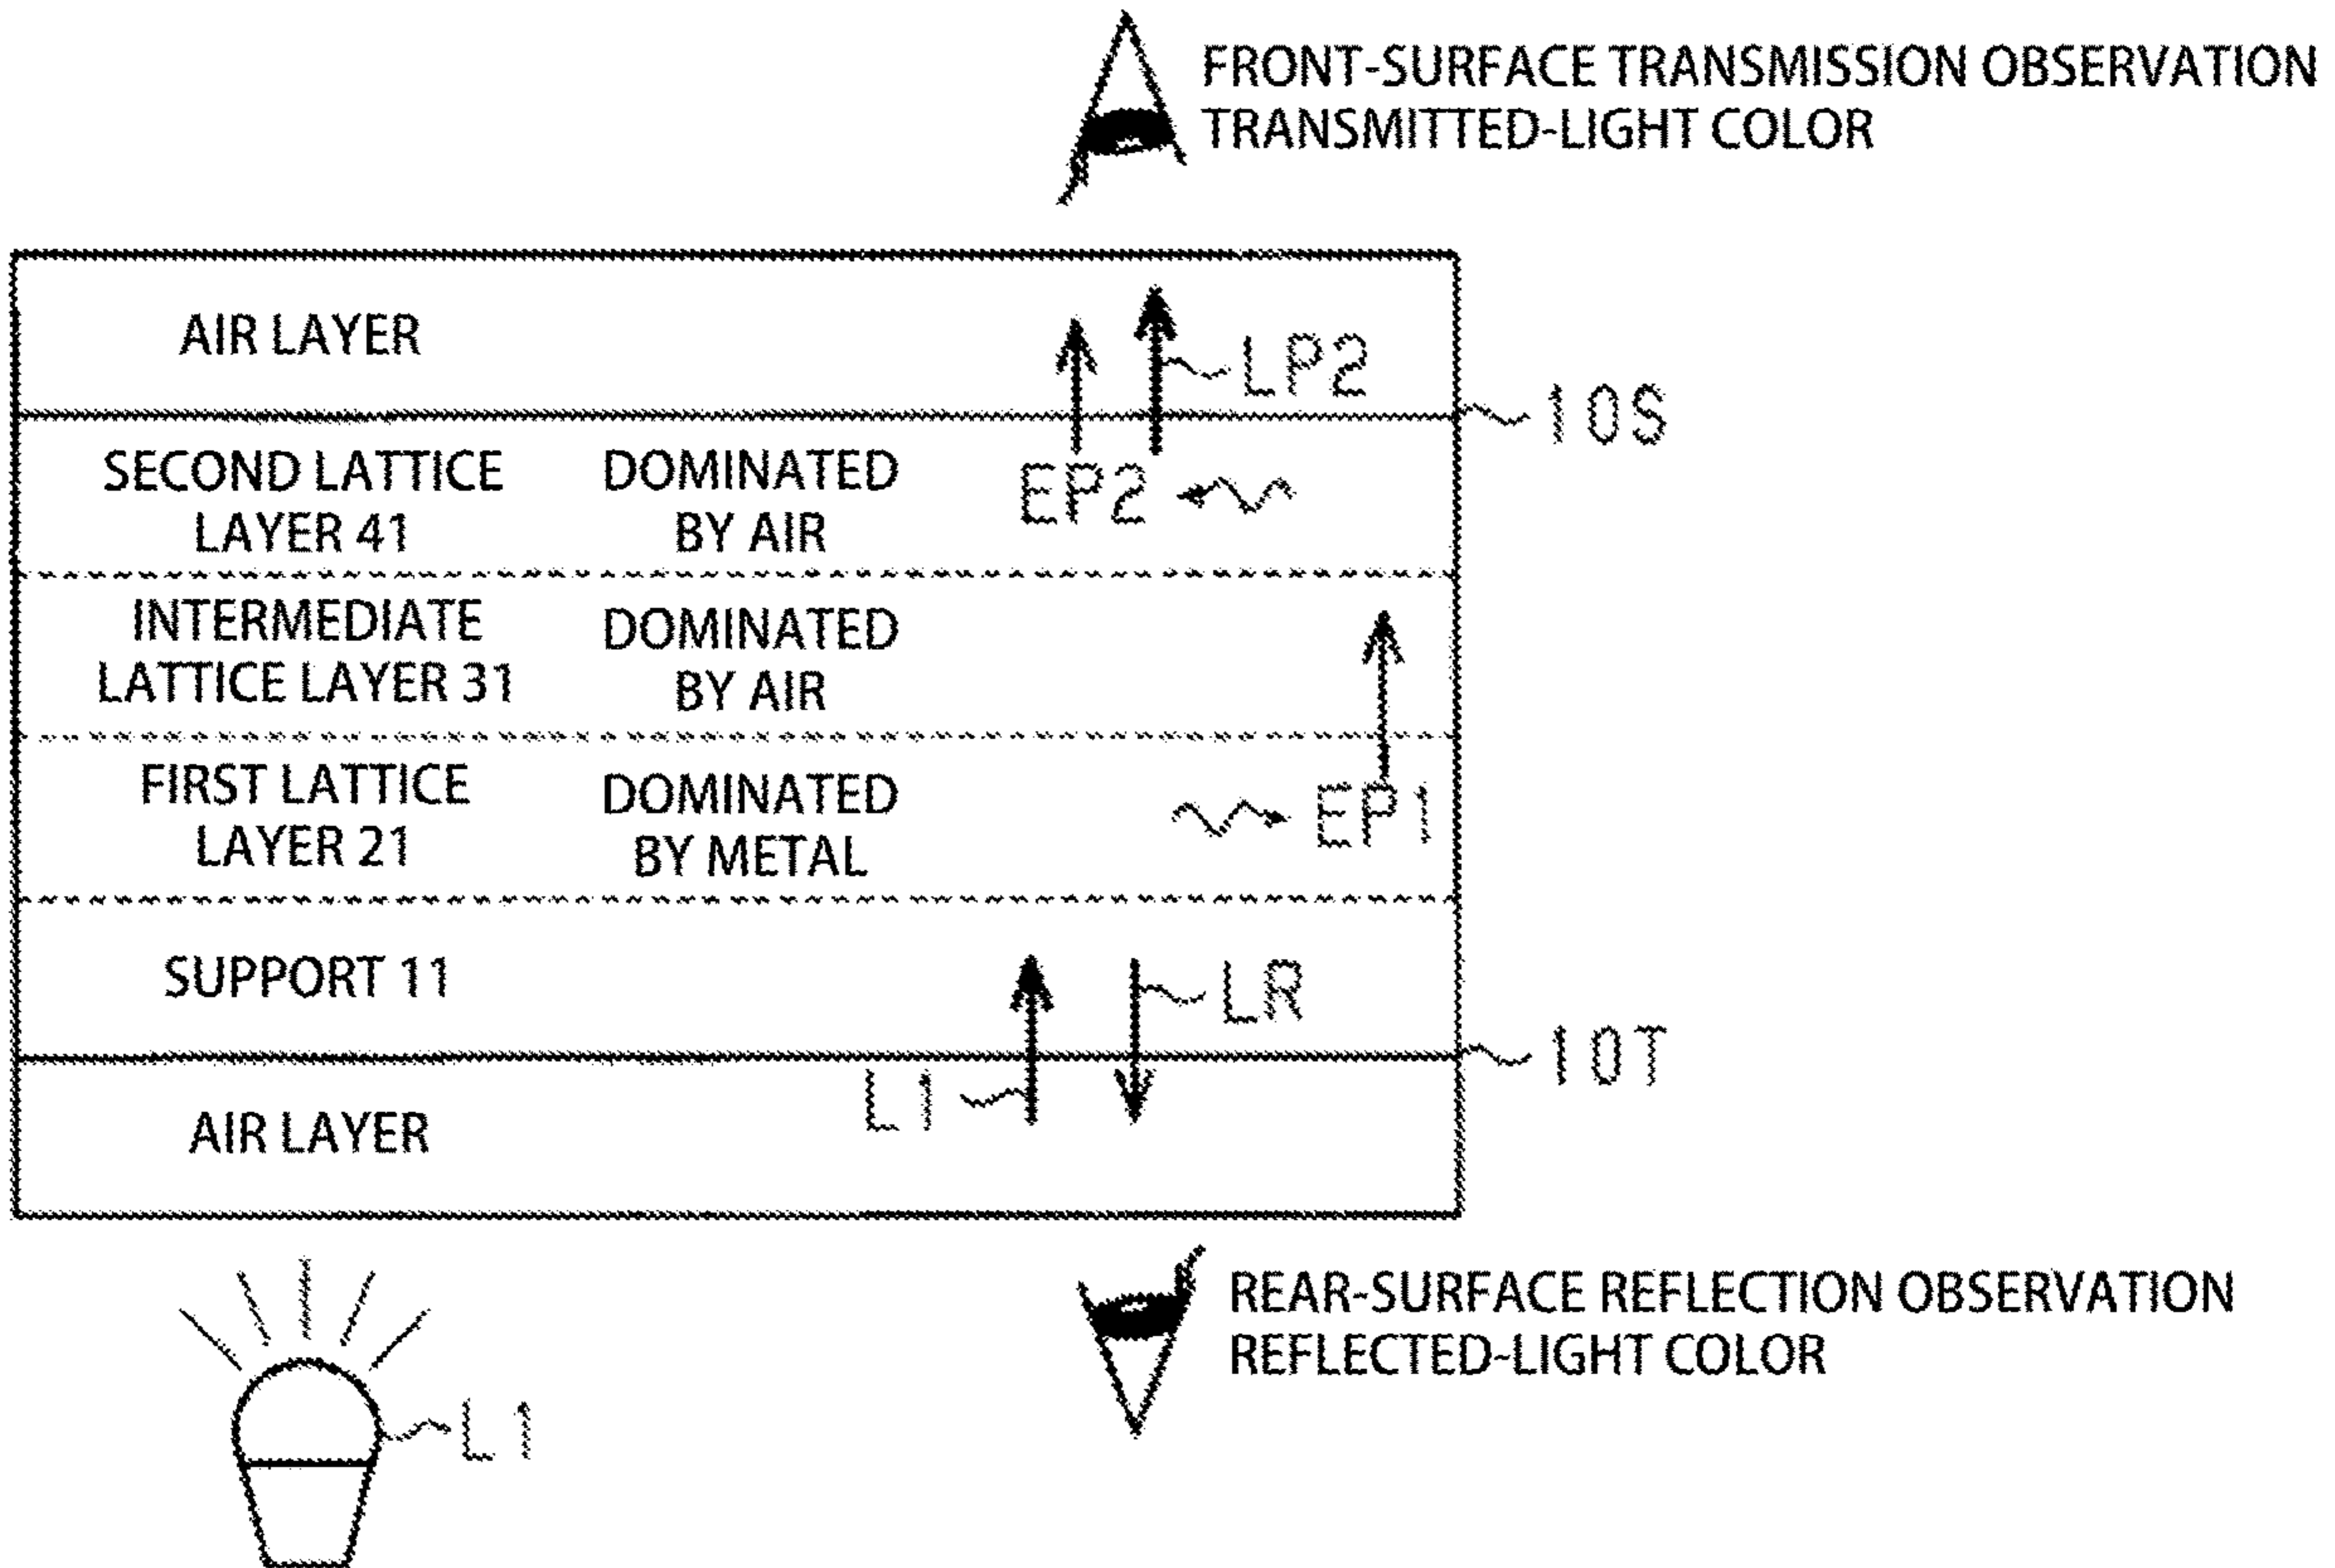 FRONT-SURFACE TRANSMISSION OBSERVATION
TRANSMITTED-LIGHT COLOR
AIR LAYER
LP2
10S
SECOND LATTICE
LAYER 41
DOMINATED
BY AIR
EP2
INTERMEDIATE
LATTICE LAYER 31
DOMINATED
BY AIR
FIRST LATTICE
LAYER 21
DOMINATED
BY METAL
EP1
SUPPORT 11
LR
10T
L1
AIR LAYER
REAR-SURFACE REFLECTION OBSERVATION
REFLECTED-LIGHT COLOR
L1